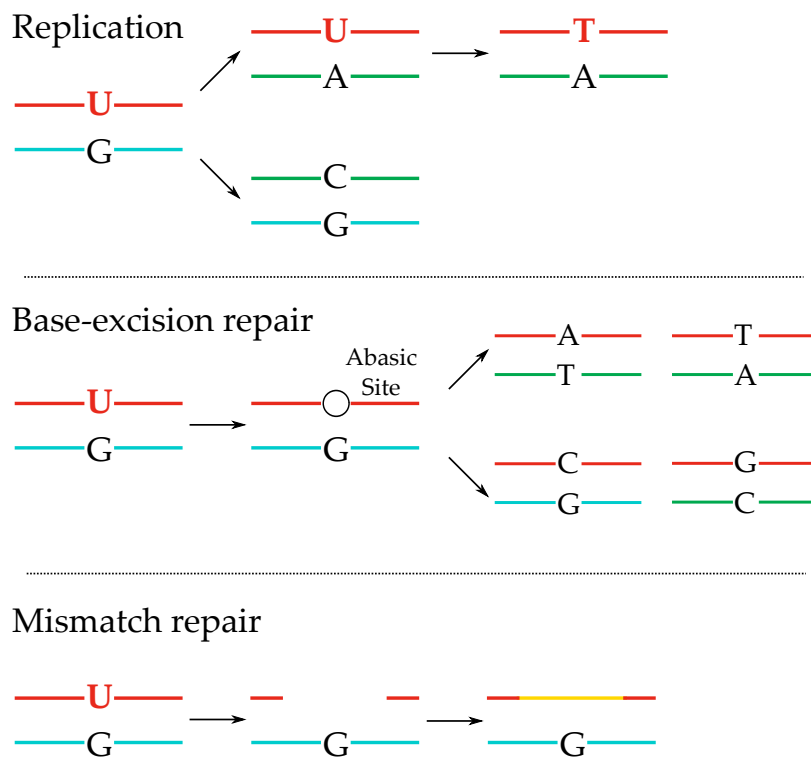 Replication
U
G
U
A
T
A
C
G
Base-excision repair
U
G
Abasic
Site
G
A
T
T
A
C
G
G
C
Mismatch repair
U
G
G
G